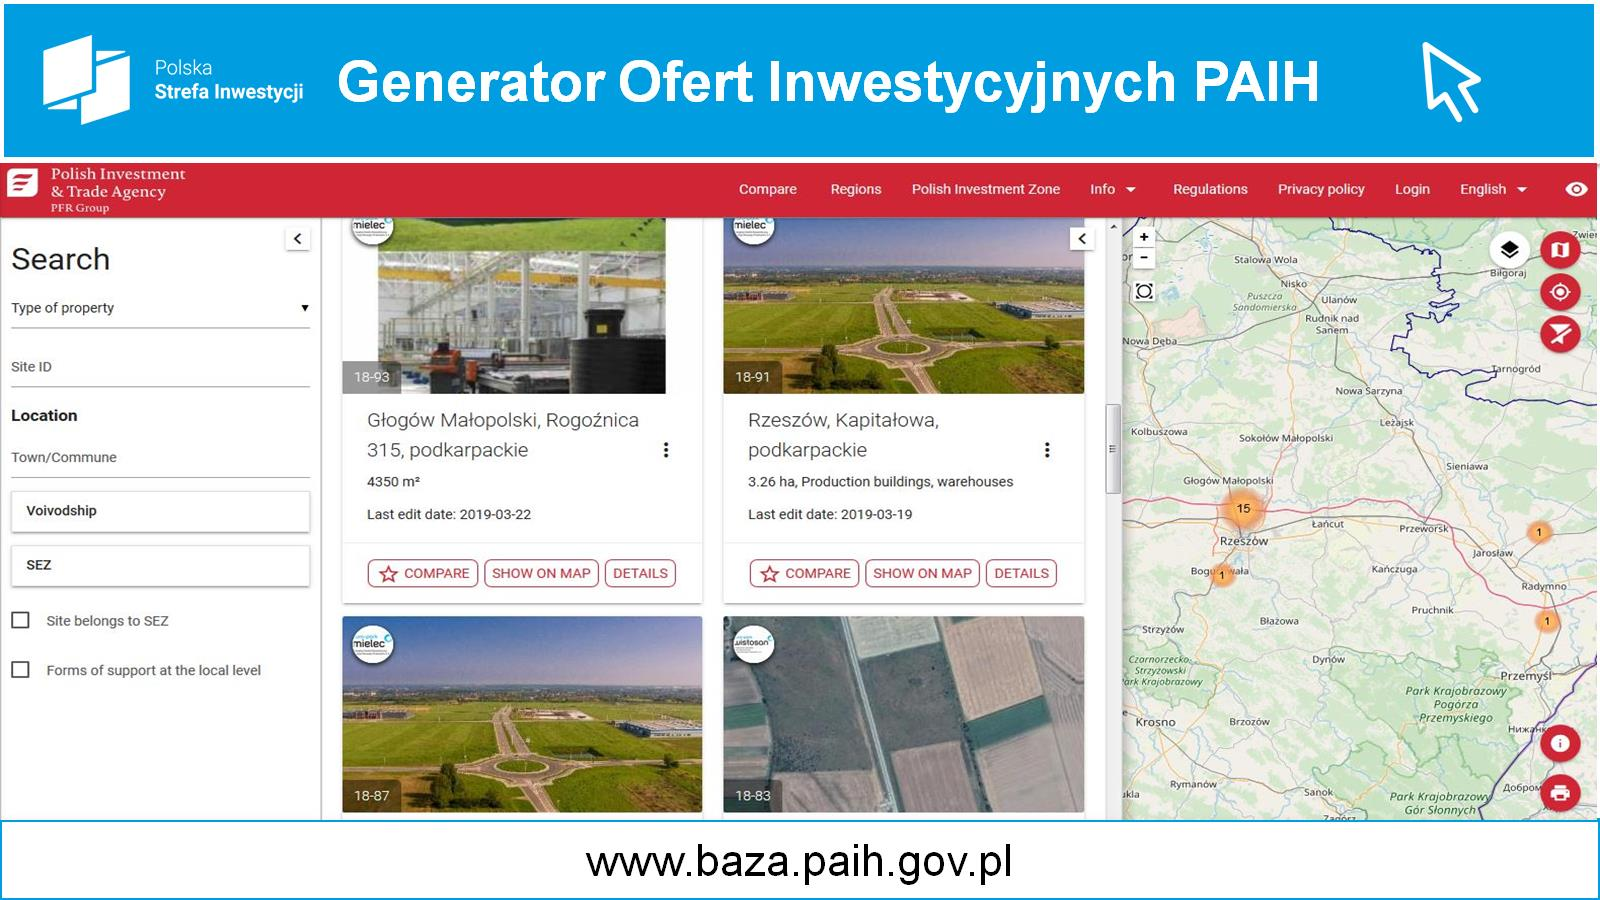 Polska
Strefa Inwestycji
Generator Ofert Inwestycyjnych PAIH
Polish Investment
& Trade Agency
PFR Group
Compare
Regions
Polish Investment Zone
Info
Regulations
Privacy policy
Login
English
Search
Type of property
Site ID
Location
Town/Commune
Voivodship
SEZ
Site belongs to SEZ
Forms of support at the local level
mielec
18-93
Głogów Małopolski, Rogoźnica
315, podkarpackie
4350 m²
Last edit date: 2019-03-22
COMPARE
SHOW ON MAP
DETAILS
mielec
18-91
Rzeszów, Kapitałowa,
podkarpackie
3.26 ha, Production buildings, warehouses
Last edit date: 2019-03-19
COMPARE
SHOW ON MAP
DETAILS
mielec
18-87
wisłosan
18-83
+
-
Stalowa Wola
Biłgoraj
Nisko
Puszcza
Sandomierska
Ulanów
Rudnik nad
Sanem
Nowa Dęba
Tarnogród
Nowa Sarzyna
Leżajsk
Kolbuszowa
Sokołów Małopolski
Sieniawa
Głogów Małopolski
15
Łańcut
Przeworsk
1
Rzeszów
Jarosław
1
Kańczuga
Radymno
Pruchnik
1
Strzyżów
Błażowa
Czarnorzecko
Strzyżowski
Park Krajobrazowy
Dynów
Przemyśl
Park Krajobrazowy
Pogórza
Przemyskiego
Krosno
Brzozów
Rymanów
Sanok
Park Krajobrazowy
Gór Słonnych
www.baza.paih.gov.pl